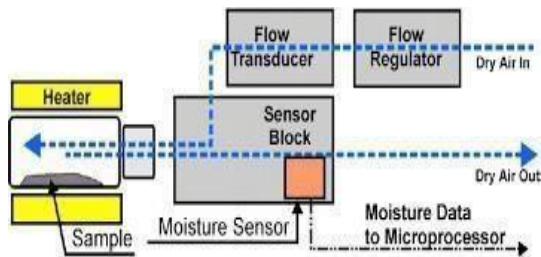 Flow
Transducer
Flow
Regulator
Dry Air In
Heater
Sensor
Block
Dry Air Out
Sample
Moisture Sensor
Moisture Data
to Microprocessor